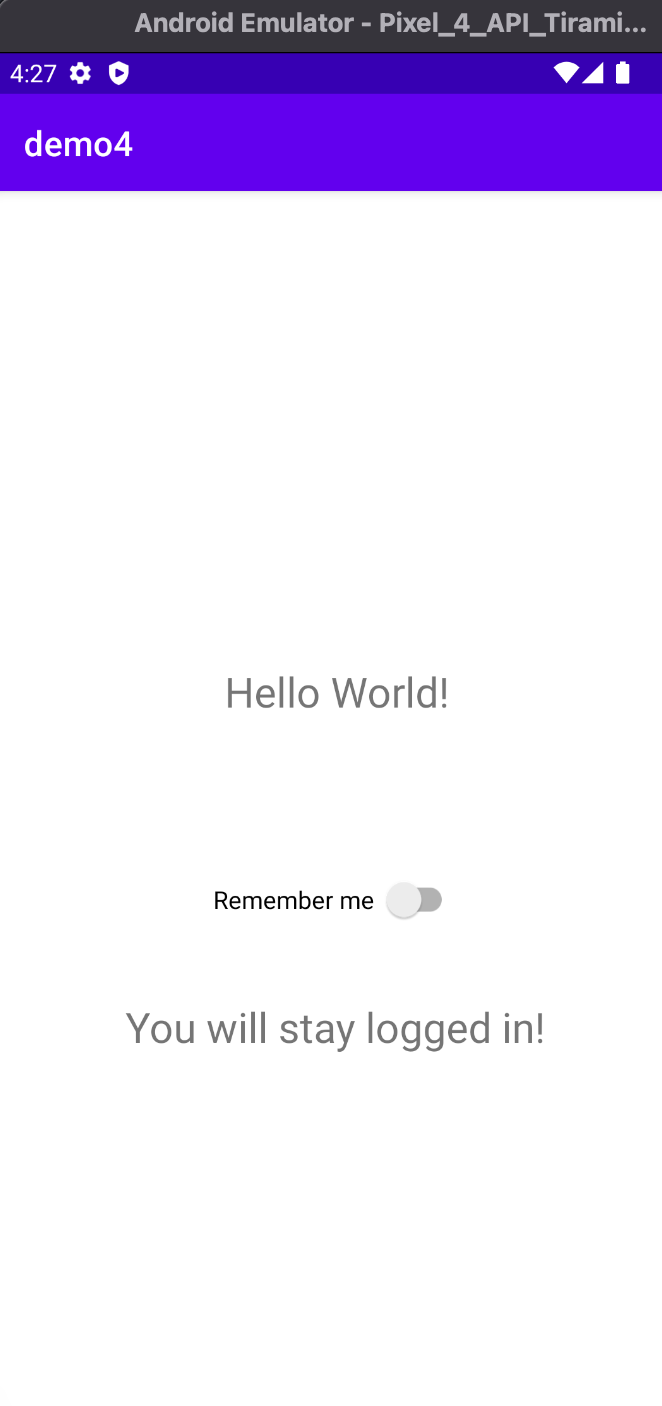 Android Emulator - Pixel_4_API_Tirami...
4:27
demo4
Hello World!
Remember me
You will stay logged in!